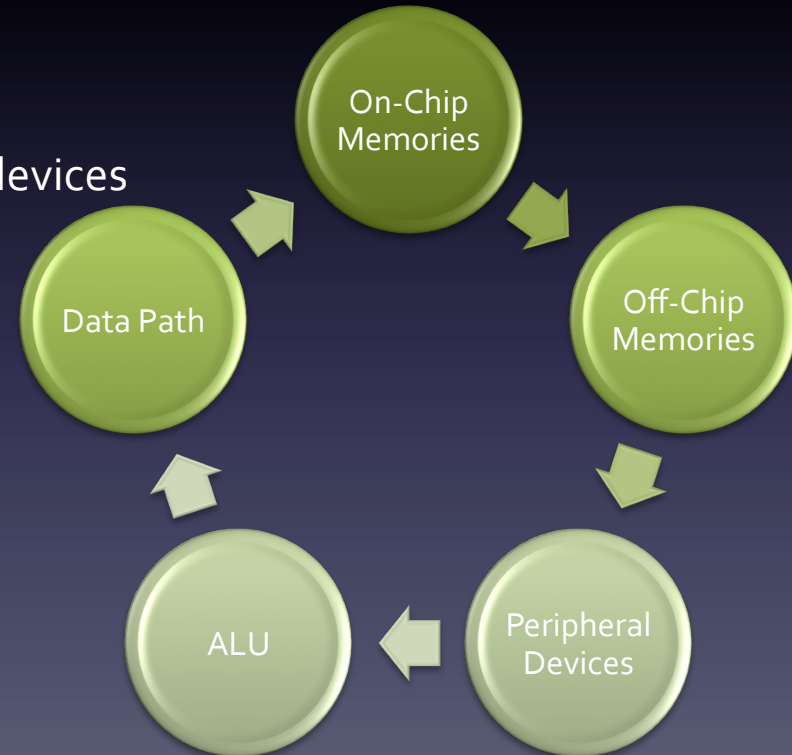 On-Chip
Memories
devices
Data Path
Off-Chip
Memories
ALU
Peripheral
Devices